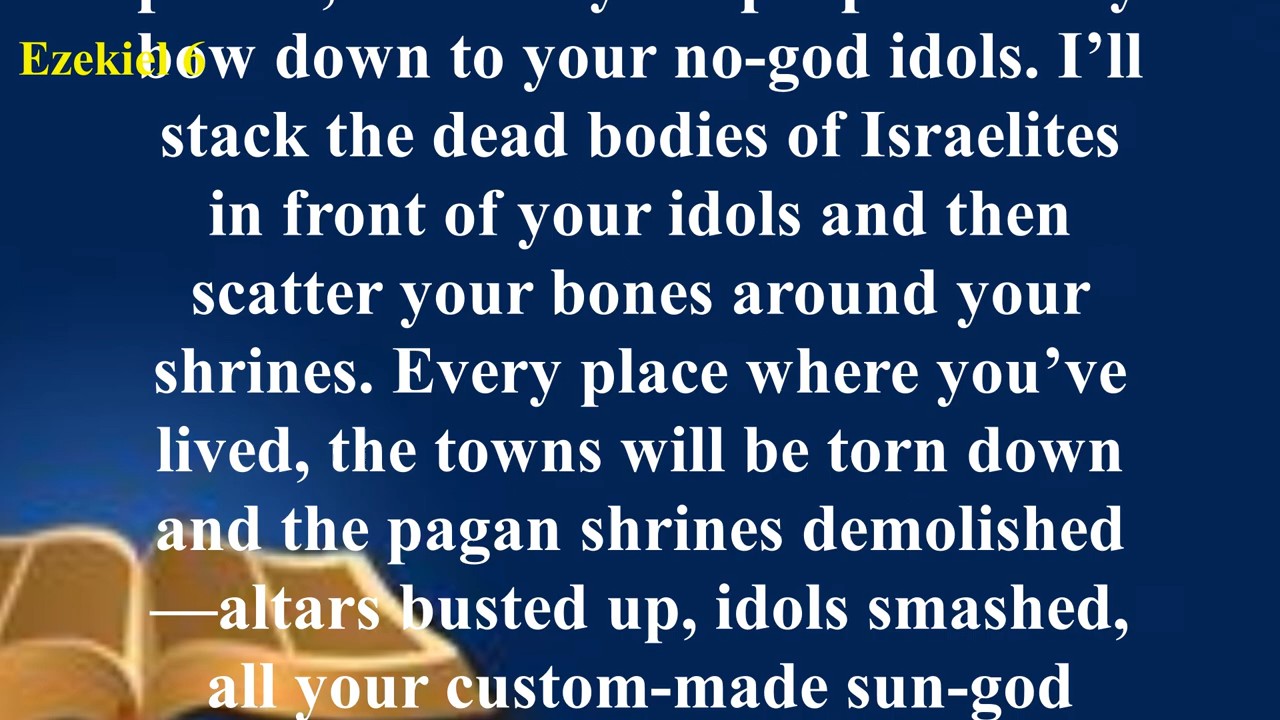 Ezekiel 6
bow down to your no-god idols. I’ll
stack the dead bodies of Israelites
in front of your idols and then
scatter your bones around your
shrines. Every place where you’ve
lived, the towns will be torn down
and the pagan shrines demolished
—altars busted up, idols smashed,
all your custom-made sun-god